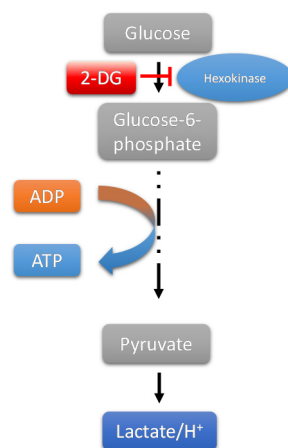 Glucose
2-DG
Hexokinase
Glucose-6-
phosphate
ADP
ATP
Pyruvate
Lactate/H⁺